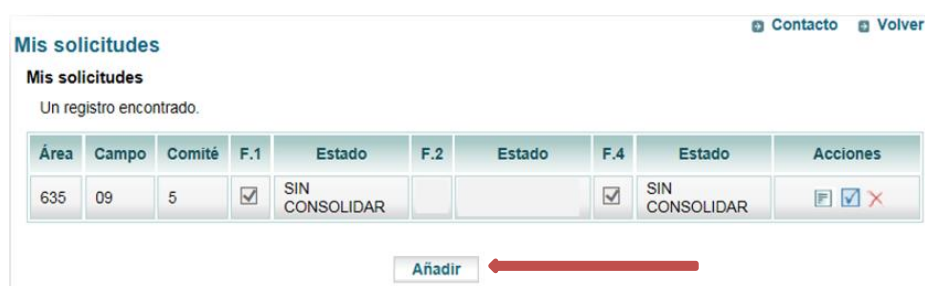 Contacto Volver
Mis solicitudes
Mis solicitudes
Un registro encontrado.
Área Campo Comité F.1 Estado F.2 Estado F.4 Estado Acciones
635 09 5 SIN CONSOLIDAR SIN CONSOLIDAR
Añadir